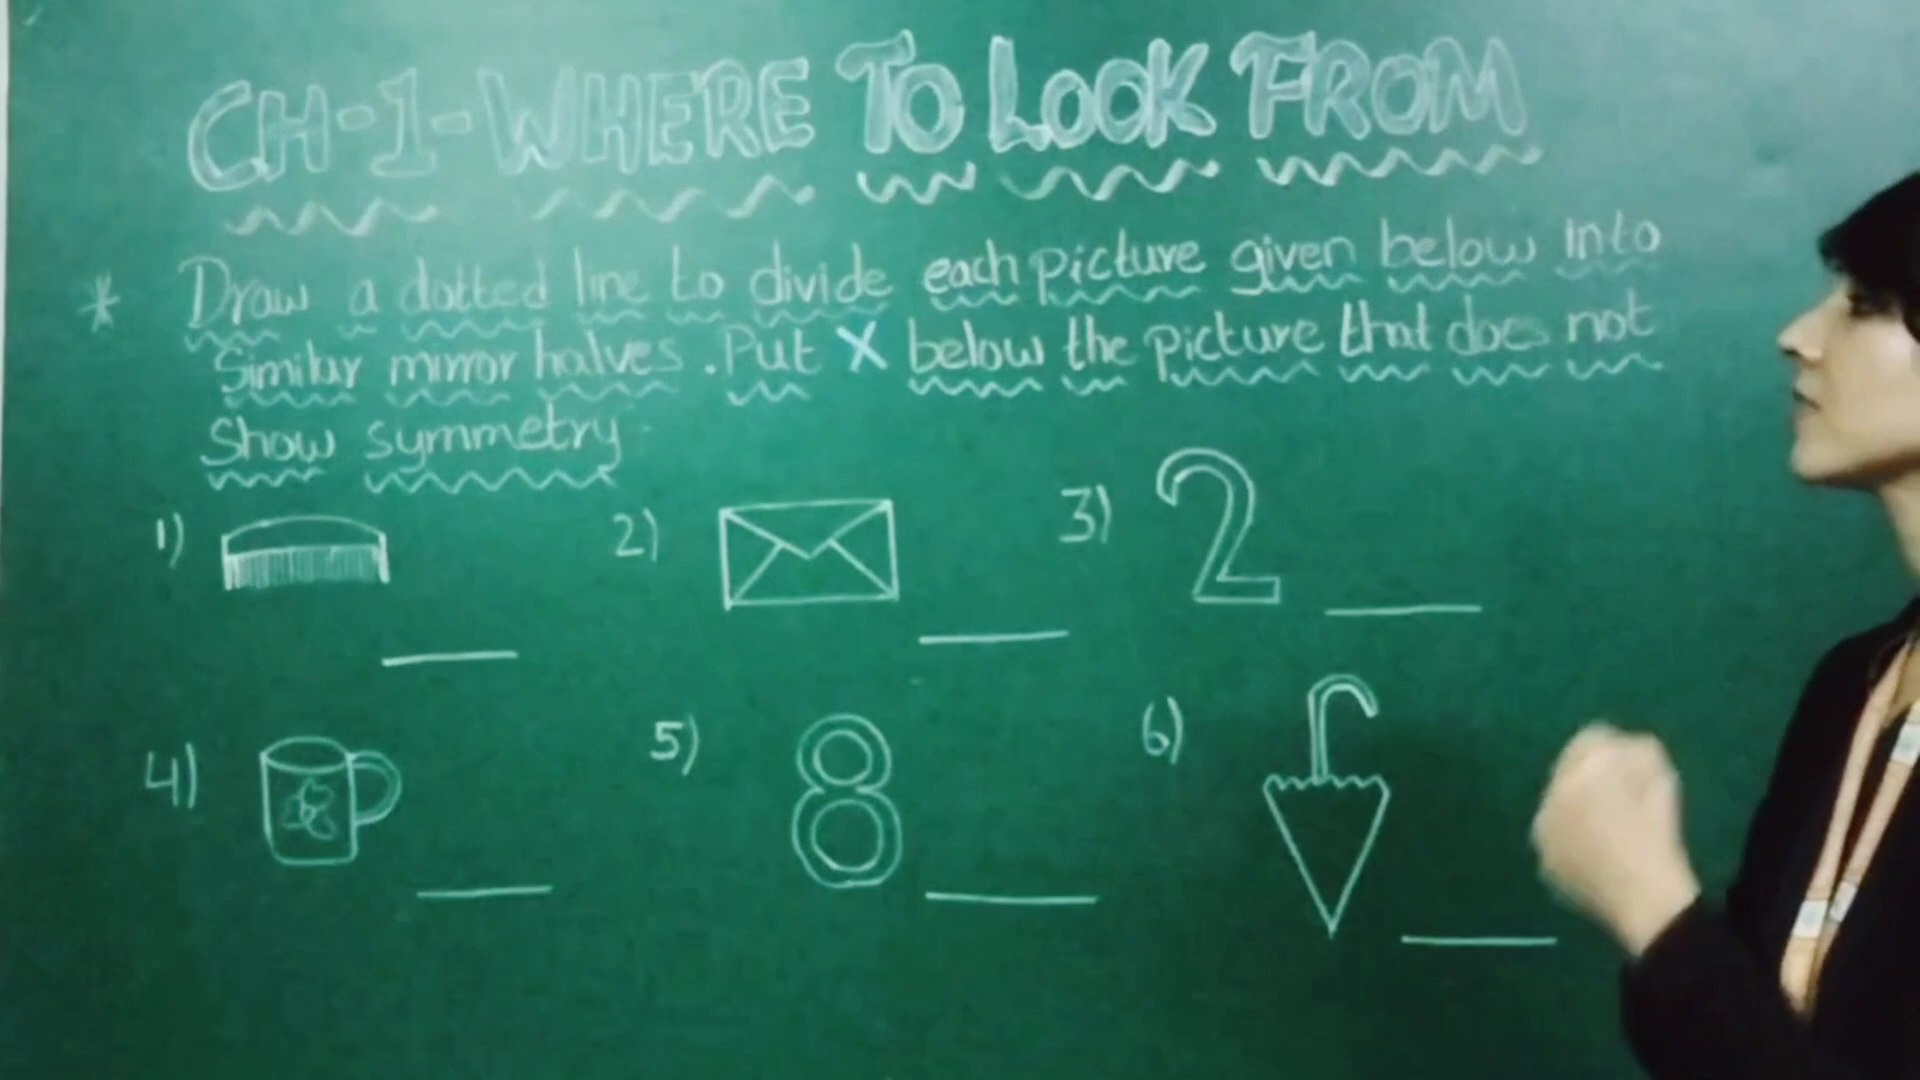 CH-1-WHERE TO LOOK FROM
* Draw a dotted line to divide each picture given below into
Similar mirror halves. Put X below the picture that does not
Show symmetry.
1) 2) 3) 2
4) 5) 8 6)